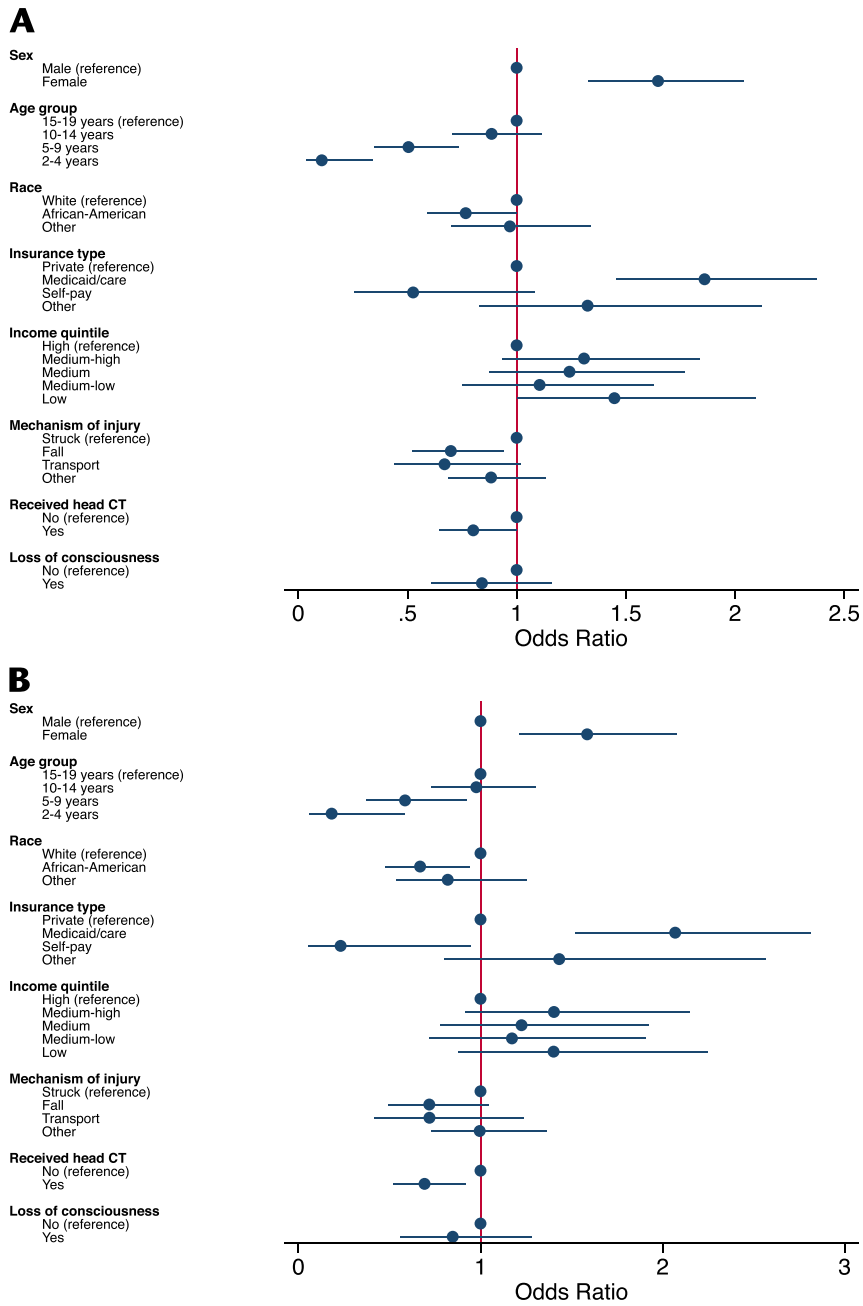 A
Sex
Male (reference)
Female
Age group
15-19 years (reference)
10-14 years
5-9 years
2-4 years
Race
White (reference)
African-American
Other
Insurance type
Private (reference)
Medicaid/care
Self-pay
Other
Income quintile
High (reference)
Medium-high
Medium
Medium-low
Low
Mechanism of injury
Struck (reference)
Fall
Transport
Other
Received head CT
No (reference)
Yes
Loss of consciousness
No (reference)
Yes
0 .5 1 1.5 2 2.5
Odds Ratio
B
Sex
Male (reference)
Female
Age group
15-19 years (reference)
10-14 years
5-9 years
2-4 years
Race
White (reference)
African-American
Other
Insurance type
Private (reference)
Medicaid/care
Self-pay
Other
Income quintile
High (reference)
Medium-high
Medium
Medium-low
Low
Mechanism of injury
Struck (reference)
Fall
Transport
Other
Received head CT
No (reference)
Yes
Loss of consciousness
No (reference)
Yes
0 1 2 3
Odds Ratio